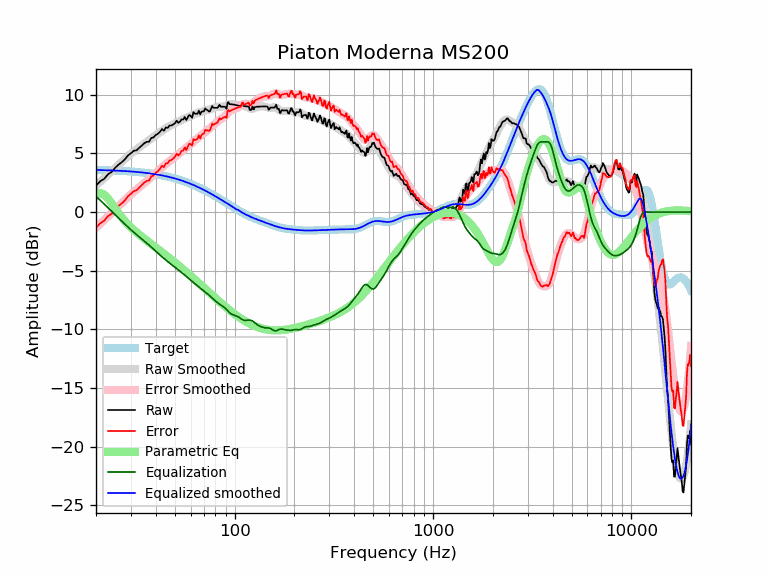 Piaton Moderna MS200
10
5
0
−5
−10
−15
−20
−25
Amplitude (dBr)
Target
Raw Smoothed
Error Smoothed
Raw
Error
Parametric Eq
Equalization
Equalized smoothed
100 1000 10000
Frequency (Hz)